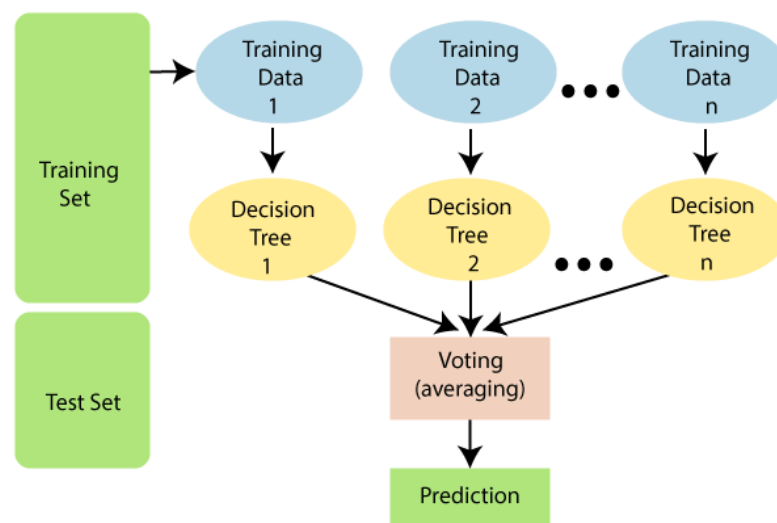 Training
Data
1
Training
Data
2
Training
Data
n
Training
Set
Decision
Tree
1
Decision
Tree
2
Decision
Tree
n
Voting
(averaging)
Test Set
Prediction